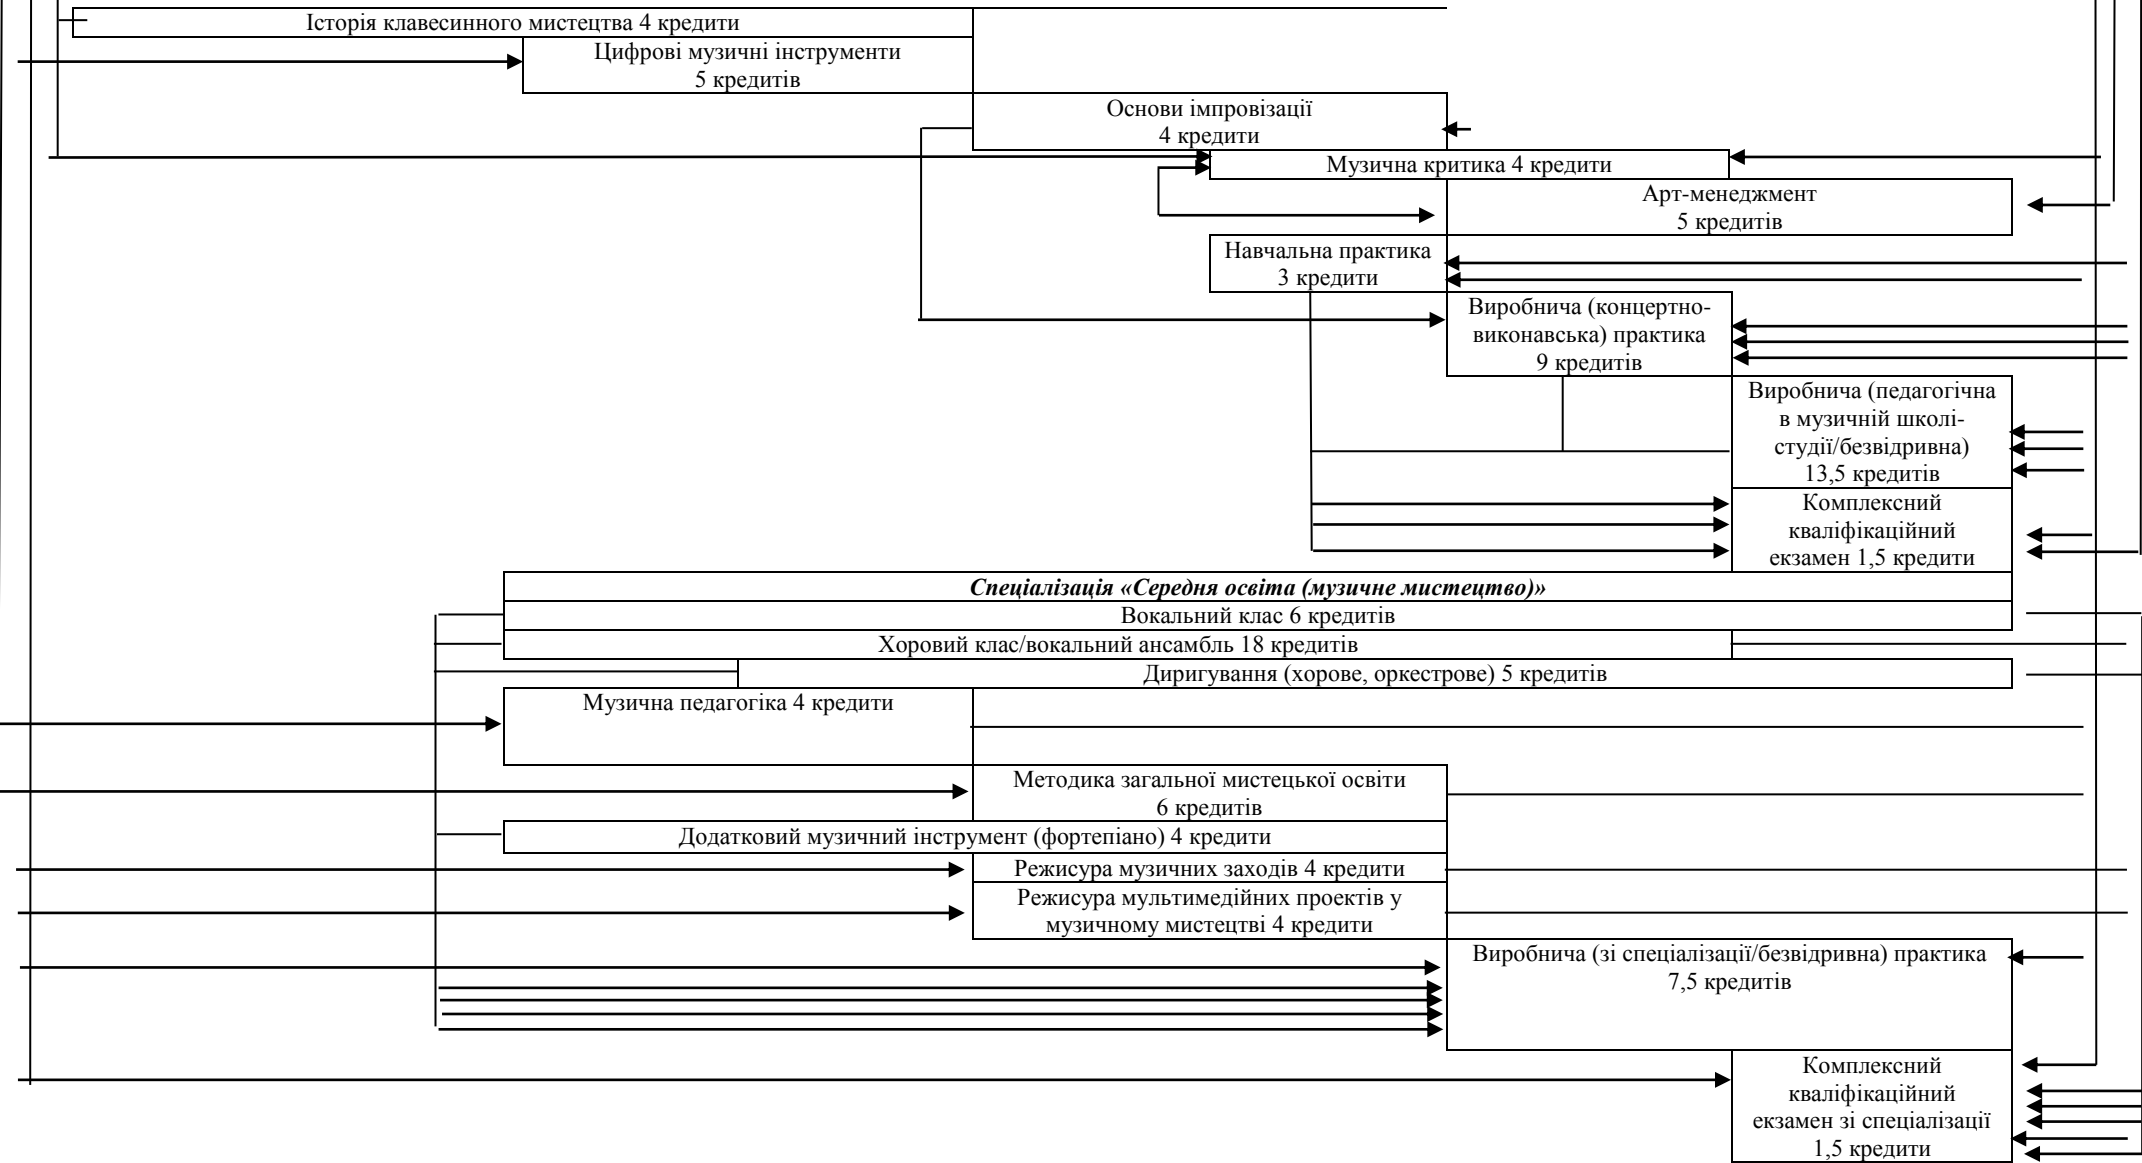 Історія клавесинного мистецтва 4 кредити
Цифрові музичні інструменти
5 кредитів
Основи імпровізації
4 кредити
Музична критика 4 кредити
Арт-менеджмент
5 кредитів
Навчальна практика
3 кредити
Виробнича (концертно-
виконавська) практика
9 кредитів
Виробнича (педагогічна
в музичній школі-
студії/безвідривна)
13,5 кредитів
Комплексний
кваліфікаційний
екзамен 1,5 кредити
Спеціалізація «Середня освіта (музичне мистецтво)»
Вокальний клас 6 кредитів
Хоровий клас/вокальний ансамбль 18 кредитів
Диригування (хорове, оркестрове) 5 кредитів
Музична педагогіка 4 кредити
Методика загальної мистецької освіти
6 кредитів
Додатковий музичний інструмент (фортепіано) 4 кредити
Режисура музичних заходів 4 кредити
Режисура мультимедійних проектів у
музичному мистецтві 4 кредити
Виробнича (зі спеціалізації/безвідривна) практика
7,5 кредитів
Комплексний
кваліфікаційний
екзамен зі спеціалізації
1,5 кредити